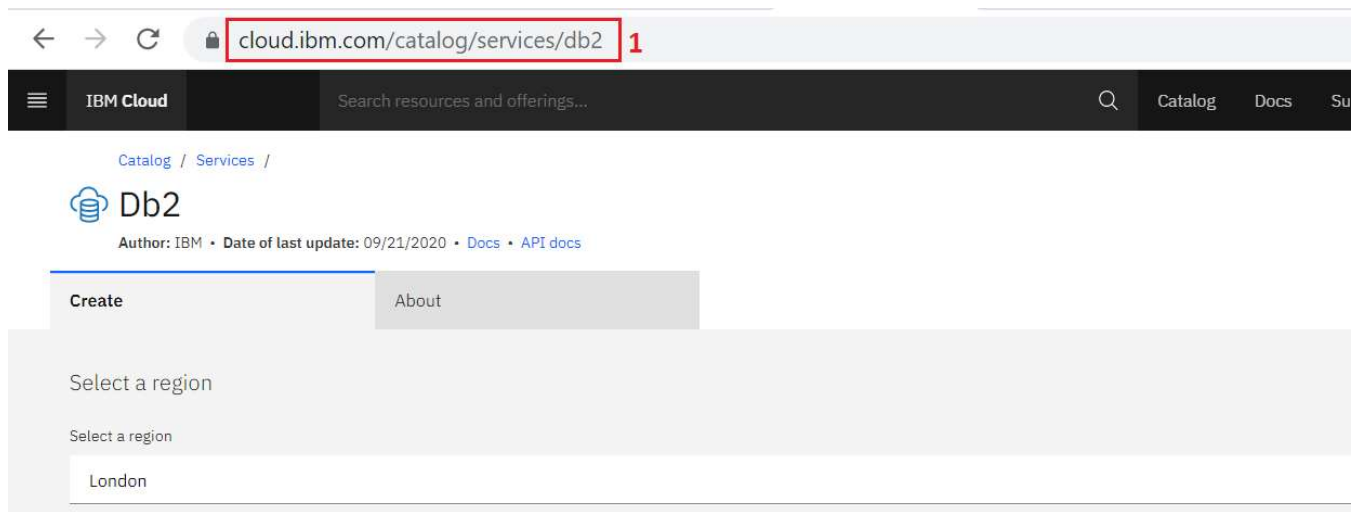 cloud.ibm.com/catalog/services/db2 1
IBM Cloud Search resources and offerings... Catalog Docs
Catalog / Services /
Db2
Author: IBM • Date of last update: 09/21/2020 • Docs • API docs
Create About
Select a region
Select a region
London